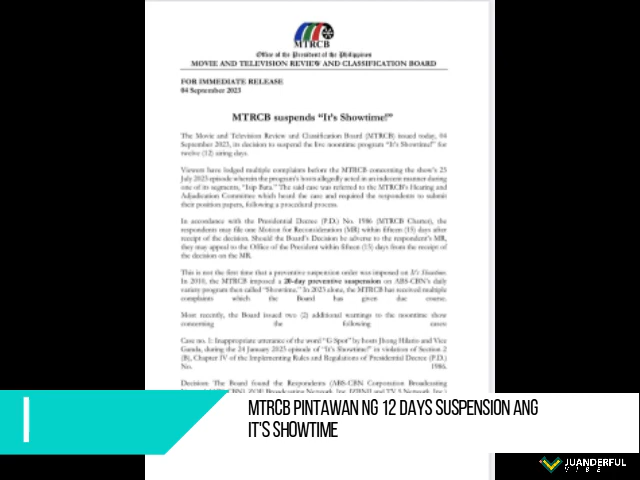 MTRCB
Office of the President of the Philippines
MOVIE AND TELEVISION REVIEW AND CLASSIFICATION BOARD
FOR IMMEDIATE RELEASE
04 September 2023
MTRCB suspends “It's Showtime!”
The Movie and Television Review and Classification Board (MTRCB) issued today, 04
September 2023, its decision to suspend the live noontime program “It's Showtime!” for
twelve (12) airing days.
Viewers have lodged multiple complaints before the MTRCB concerning the show's 25
July 2023 episode wherein the program's hosts allegedly acted in an indecent manner during
one of its segments, “Isip Bata.” The said case was referred to the MTRCB's Hearing and
Adjudication Committee which heard the case and required the respondents to submit
their position papers, following a procedural process.
In accordance with the Presidential Decree (P.D.) No. 1986 (MTRCB Charter), the
respondents may file one Motion for Reconsideration (MR) within fifteen (15) days after
receipt of the decision. Should the Board's Decision be adverse to the respondent's MR,
they may appeal to the Office of the President within fifteen (15) days from the receipt
of the decision on the MR.
This is not the first time that a preventive suspension order was imposed on It's Showtime.
In 2010, the MTRCB imposed a 20-day preventive suspension on ABS-CBN's daily
variety program then called “Showtime.” In 2023 alone, the MTRCB has received multiple
complaints which the Board has given due course.
Most recently, the Board issued two (2) additional warnings to the noontime show
concerning the following cases:
Case no. 1: Inappropriate utterance of the word “G Spot” by hosts Jhong Hilario and Vice
Ganda, during the 24 January 2023 episode of “It's Showtime!” in violation of Section 2
(B), Chapter IV of the Implementing Rules and Regulations of Presidential Decree (P.D.)
No. 1986.
Decision: The Board found the Respondents (ABS-CBN Corporation Broadcasting
MTRCB PINTAWAN NG 12 DAYS SUSPENSION ANG
IT'S SHOWTIME
JUANDERFUL
VIBE